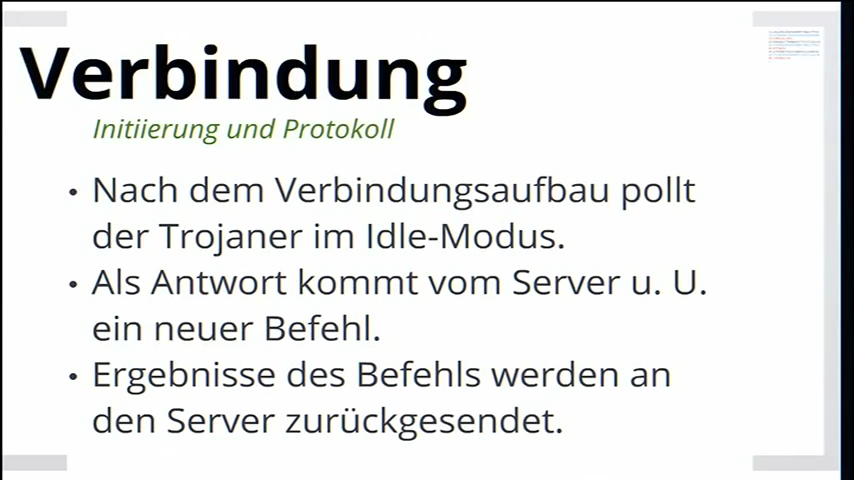 Verbindung
Initiierung und Protokoll
• Nach dem Verbindungsaufbau pollt
der Trojaner im Idle-Modus.
• Als Antwort kommt vom Server u. U.
ein neuer Befehl.
• Ergebnisse des Befehls werden an
den Server zurückgesendet.